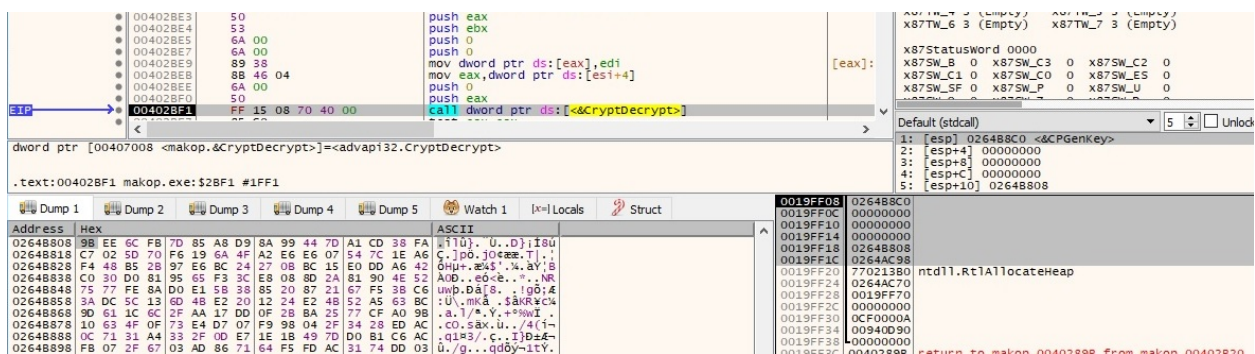 00402BE3 50 push eax
00402BE4 53 push ebx
00402BE5 6A 00 push 0
00402BE7 6A 00 push 0
00402BE9 89 38 mov dword ptr ds:[eax],edi [eax]:
00402BEB 8B 46 04 mov eax,dword ptr ds:[esi+4]
00402BEE 6A 00 push 0
00402BF0 50 push eax
EIP 00402BF1 FF 15 08 70 40 00 call dword ptr ds:[<&CryptDecrypt>]
dword ptr [00407008 <makop.&CryptDecrypt>]=<advapi32.CryptDecrypt>
.text:00402BF1 makop.exe:$2BF1 #1FF1
x87TW_6 3 (Empty) x87TW_7 3 (Empty)
x87StatusWord 0000
x87SW_B 0 x87SW_C3 0 x87SW_C2 0
x87SW_C1 0 x87SW_C0 0 x87SW_ES 0
x87SW_SF 0 x87SW_P 0 x87SW_U 0
Default (stdcall) 5 Unlock
1: [esp] 0264B8C0 <&CPGenKey>
2: [esp+4] 00000000
3: [esp+8] 00000000
4: [esp+C] 00000000
5: [esp+10] 0264B808
Dump 1 Dump 2 Dump 3 Dump 4 Dump 5 Watch 1 [x=] Locals Struct
Address Hex ASCII
0264B808 9B EE 6C FB 7D 85 A8 D9 8A 99 44 7D A1 CD 38 FA
0264B818 C7 02 5D 70 F6 19 6A 4F A2 E6 E6 07 54 7C 1E A6
0264B828 F4 48 B5 2B 97 E6 BC 24 27 0B BC 15 E0 DD A6 42
0264B838 C0 30 D0 81 95 65 F3 3C E8 08 8D 2A 81 90 4E 52
0264B848 75 77 FE 8A D0 E1 5B 38 85 20 87 21 67 F5 3B C6
0264B858 3A DC 5C 13 6D 4B E2 20 12 24 E2 4B 52 A5 63 BC
0264B868 9D 61 1C 6C 2F AA 17 DD 0F 2B BA 25 77 CF A0 9B
0264B878 10 63 4F 0F 73 E4 D7 07 F9 98 04 2F 34 28 ED AC
0264B888 0C 71 31 A4 33 2F 0D E7 1E 1B 49 7D D0 B1 C6 AC
0264B898 FB 07 2F 67 03 AD 86 71 64 F5 FD AC 31 74 DD 03
0019FF08 0264B8C0
0019FF0C 00000000
0019FF10 00000000
0019FF14 00000000
0019FF18 0264B808
0019FF1C 0264AC98
0019FF20 770213B0 ntdll.RtlAllocateHeap
0019FF24 0264AC70
0019FF28 0019FF70
0019FF2C 00000000
0019FF30 0CF0000A
0019FF34 00940D90
0019FF38 00000000
0019FF3C 0040289B return to makop.0040289B from makop.00402B20